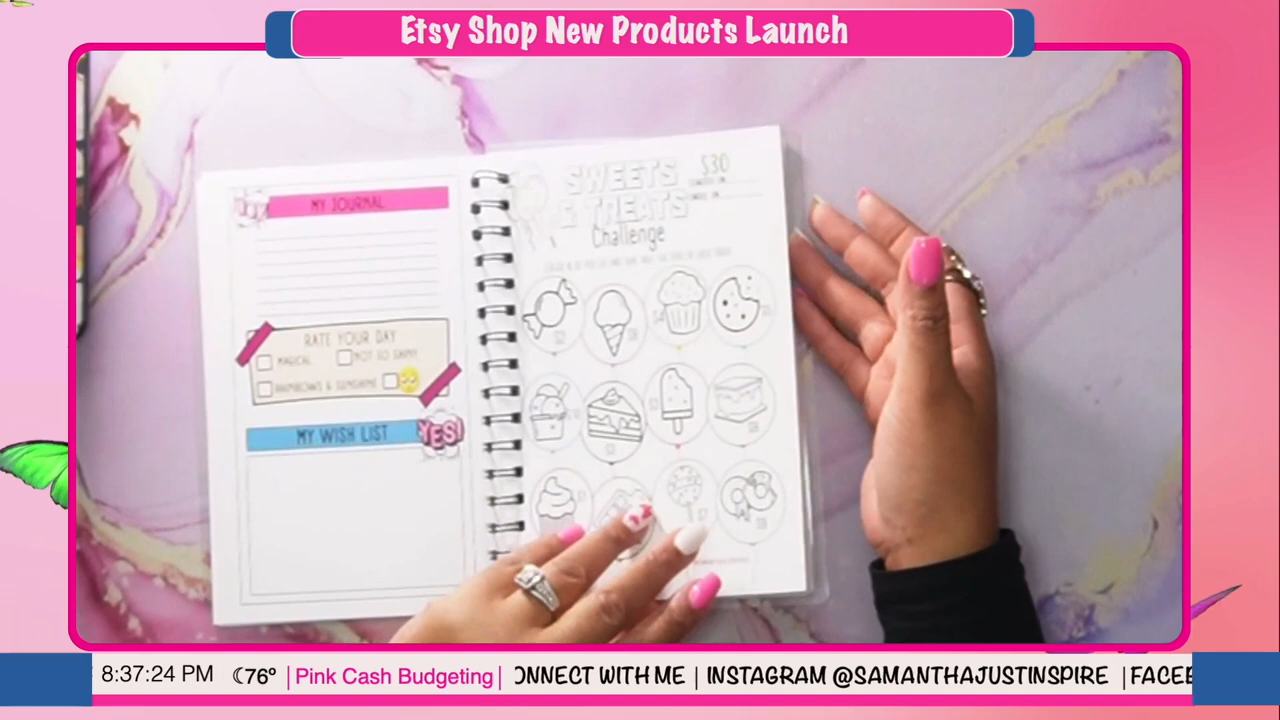 Etsy Shop New Products Launch
MY JOURNAL
RATE YOUR DAY
MAGICAL
NOT SO SHINY
RAINBOWS & SUNSHINE
MY WISH LIST
YES!
SWEETS
$30
& TREATS
Challenge
8:37:24 PM
76°
|Pink Cash Budgeting|
ONNECT WITH ME | INSTAGRAM @SAMANTHAJUSTINSPIRE | FACEB